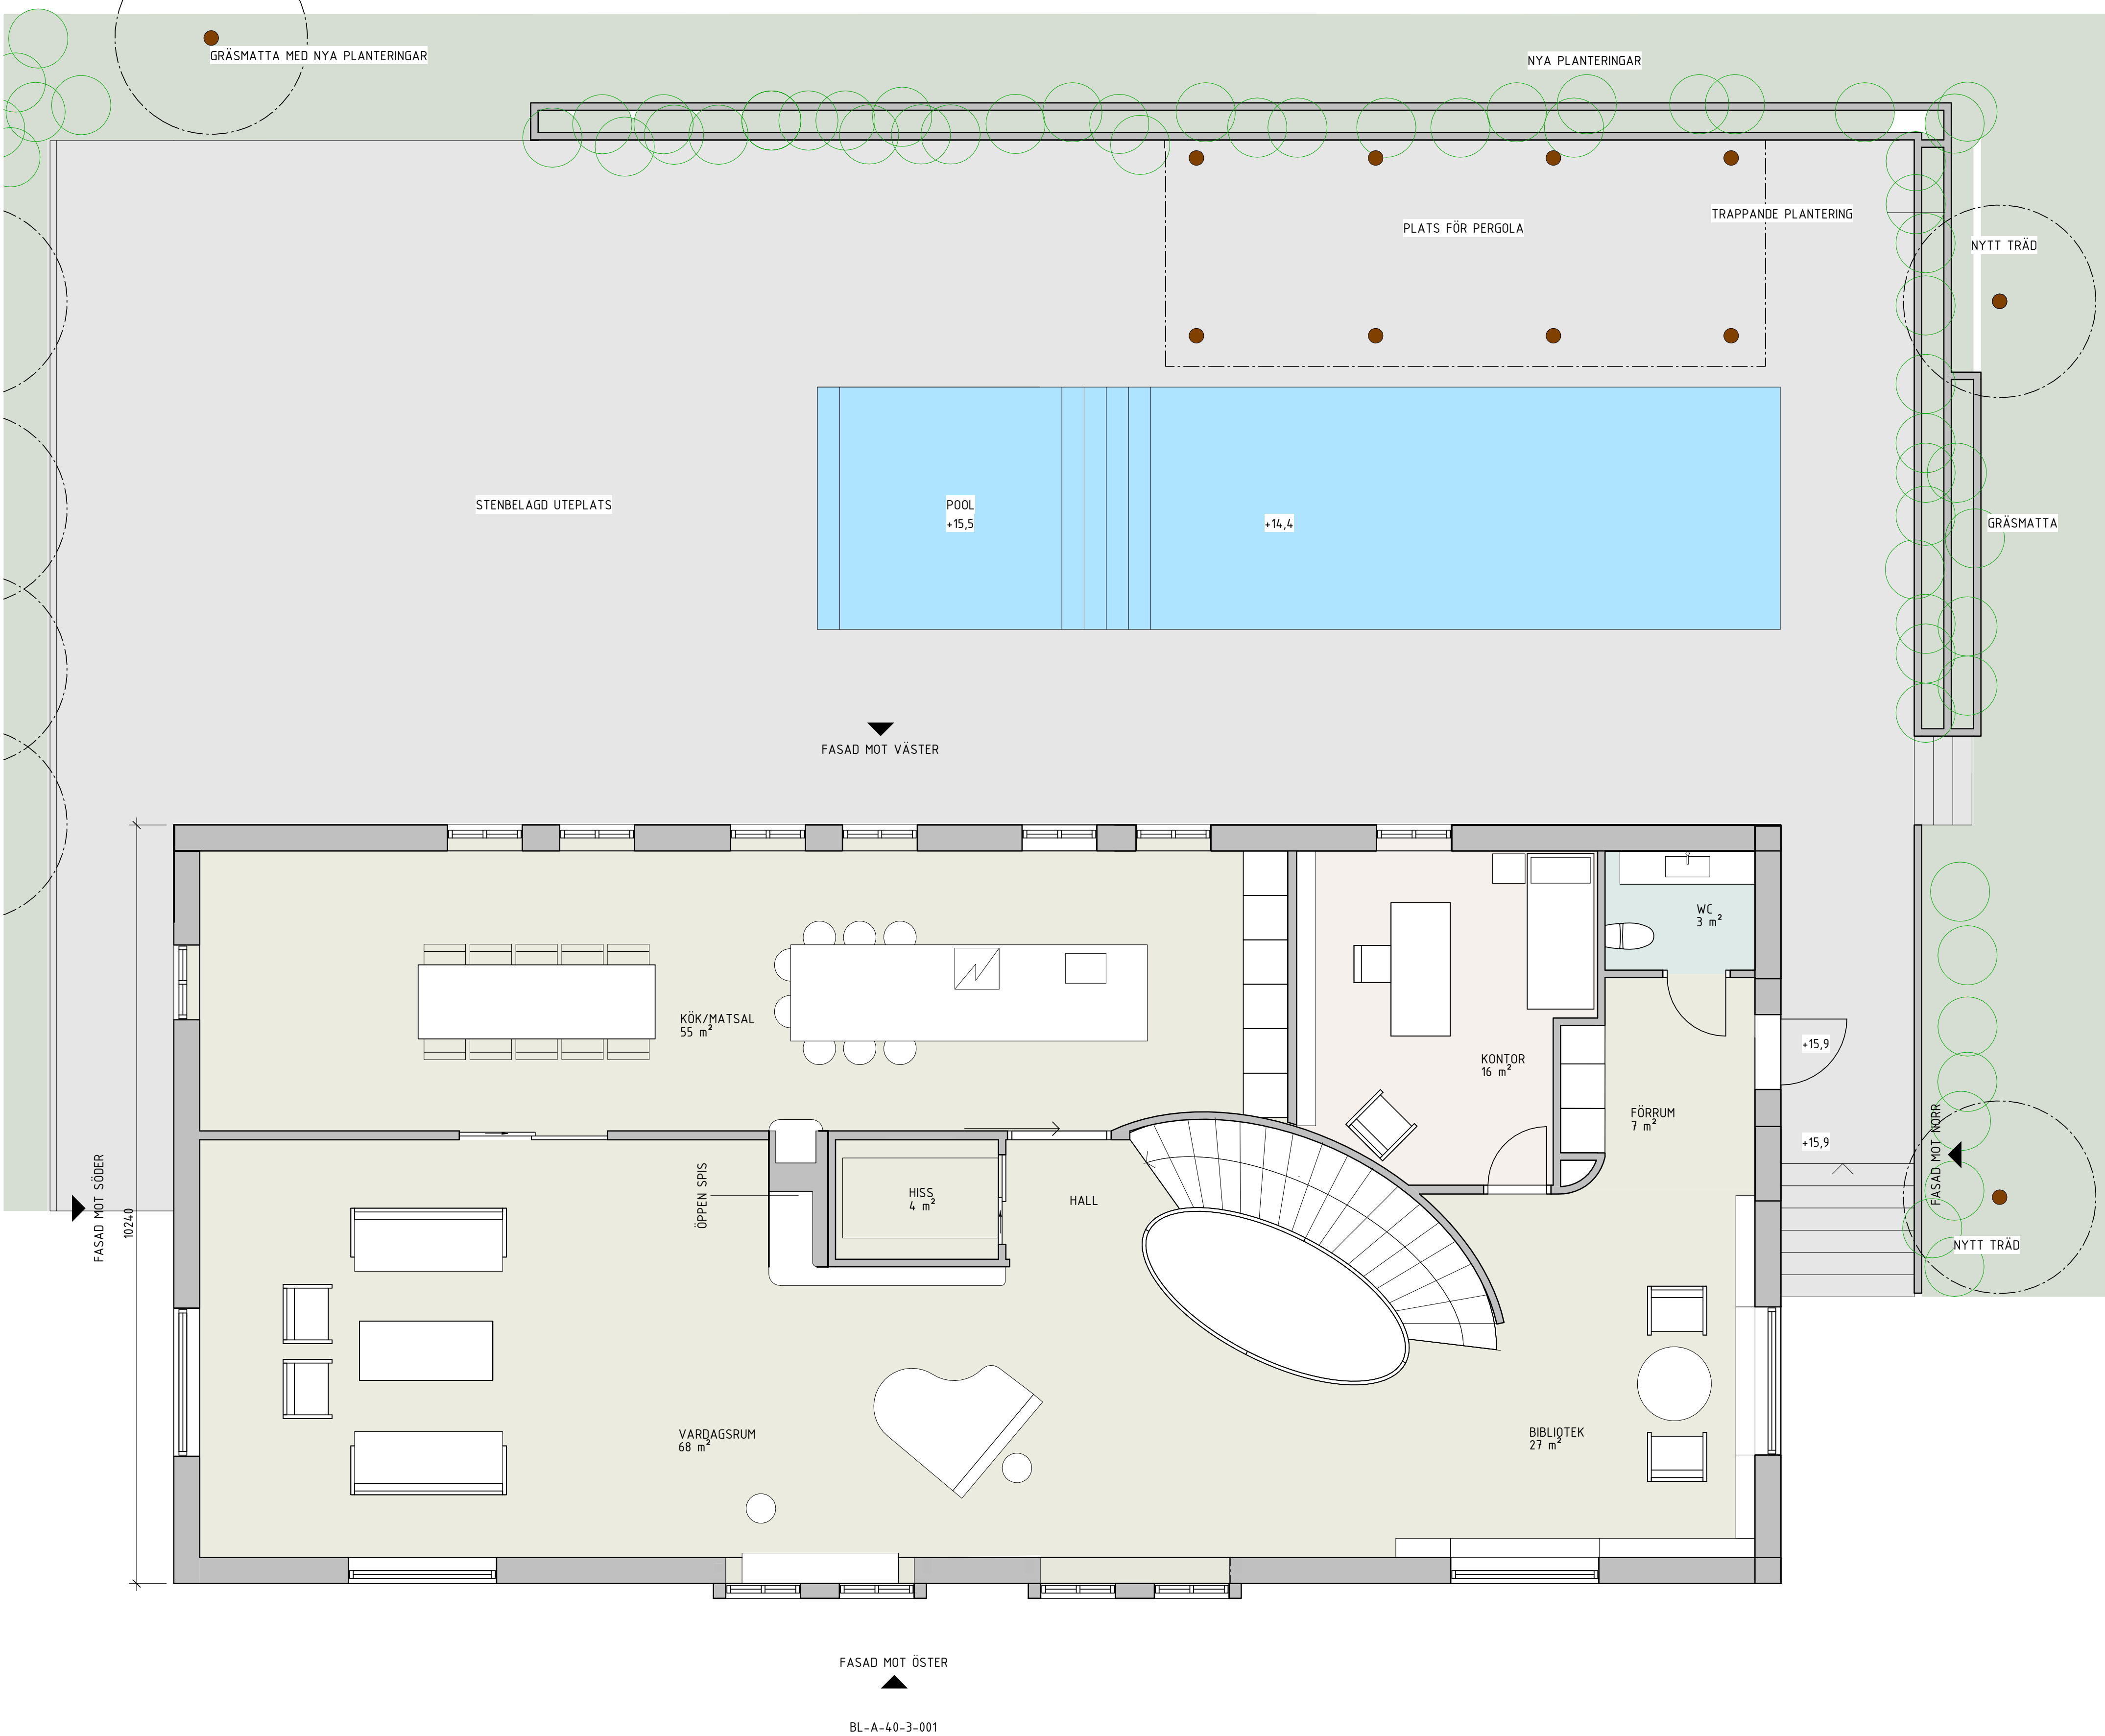 GRÄSMATTA MED NYA PLANTERINGAR
NYA PLANTERINGAR
TRAPPANDE PLANTERING
PLATS FÖR PERGOLA
NYTT TRÄD
STENBELAGD UTEPLATS
POOL
+15,5
+14,4
GRÄSMATTA
FASAD MOT VÄSTER
WC
3 m²
KÖK/MATSAL
55 m²
KONTOR
16 m²
+15,9
FÖRRUM
7 m²
+15,9
FASAD MOT NORR
FASAD MOT SÖDER
10240
ÖPPEN SPIS
HISS
4 m²
HALL
NYTT TRÄD
VARDAGSRUM
68 m²
BIBLIOTEK
27 m²
FASAD MOT ÖSTER
BL-A-40-3-001